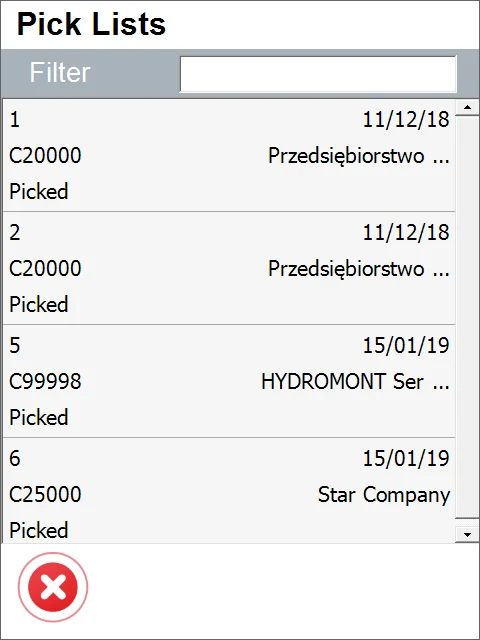 Pick Lists
Filter
1 11/12/18
C20000 Przedsiębiorstwo ...
Picked
2 11/12/18
C20000 Przedsiębiorstwo ...
Picked
5 15/01/19
C99998 HYDROMONT Ser ...
Picked
6 15/01/19
C25000 Star Company
Picked